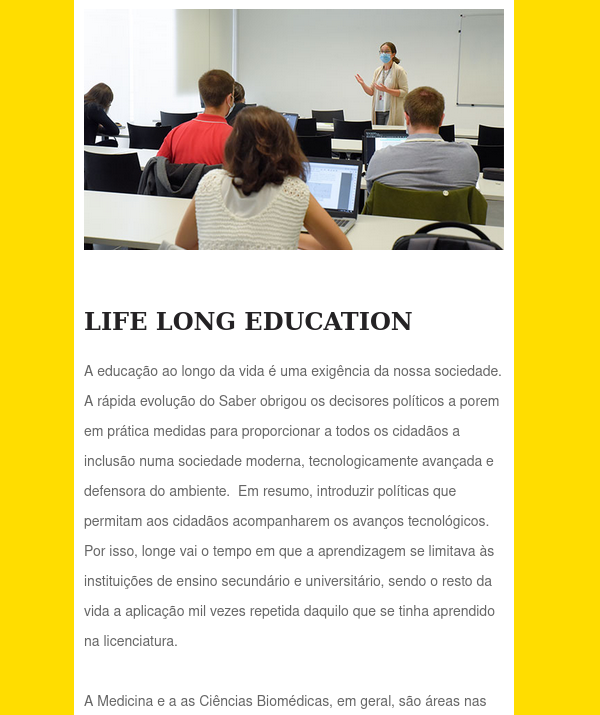 LIFE LONG EDUCATION
A educação ao longo da vida é uma exigência da nossa sociedade.
A rápida evolução do Saber obrigou os decisores políticos a porem
em prática medidas para proporcionar a todos os cidadãos a
inclusão numa sociedade moderna, tecnologicamente avançada e
defensora do ambiente.  Em resumo, introduzir políticas que
permitam aos cidadãos acompanharem os avanços tecnológicos.
Por isso, longe vai o tempo em que a aprendizagem se limitava às
instituições de ensino secundário e universitário, sendo o resto da
vida a aplicação mil vezes repetida daquilo que se tinha aprendido
na licenciatura.
A Medicina e a as Ciências Biomédicas, em geral, são áreas nas